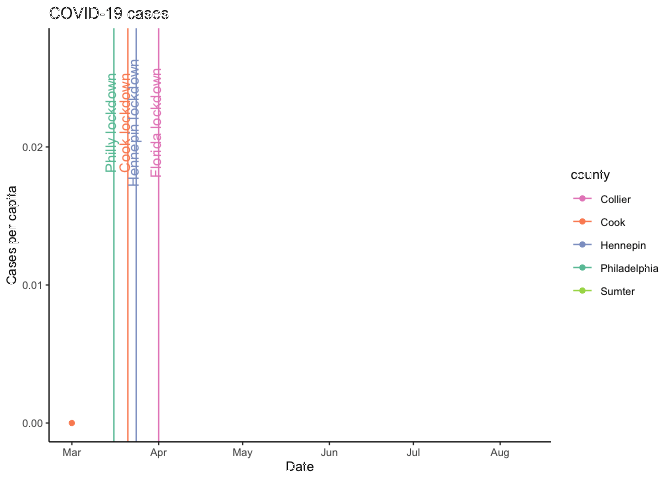 COVID-19 cases
Cases per capita
0.02
0.01
0.00
Philly lockdown
Cook lockdown
Hennepin lockdown
Florida lockdown
Mar
Apr
May
Jun
Jul
Aug
Date
county
Collier
Cook
Hennepin
Philadelphia
Sumter